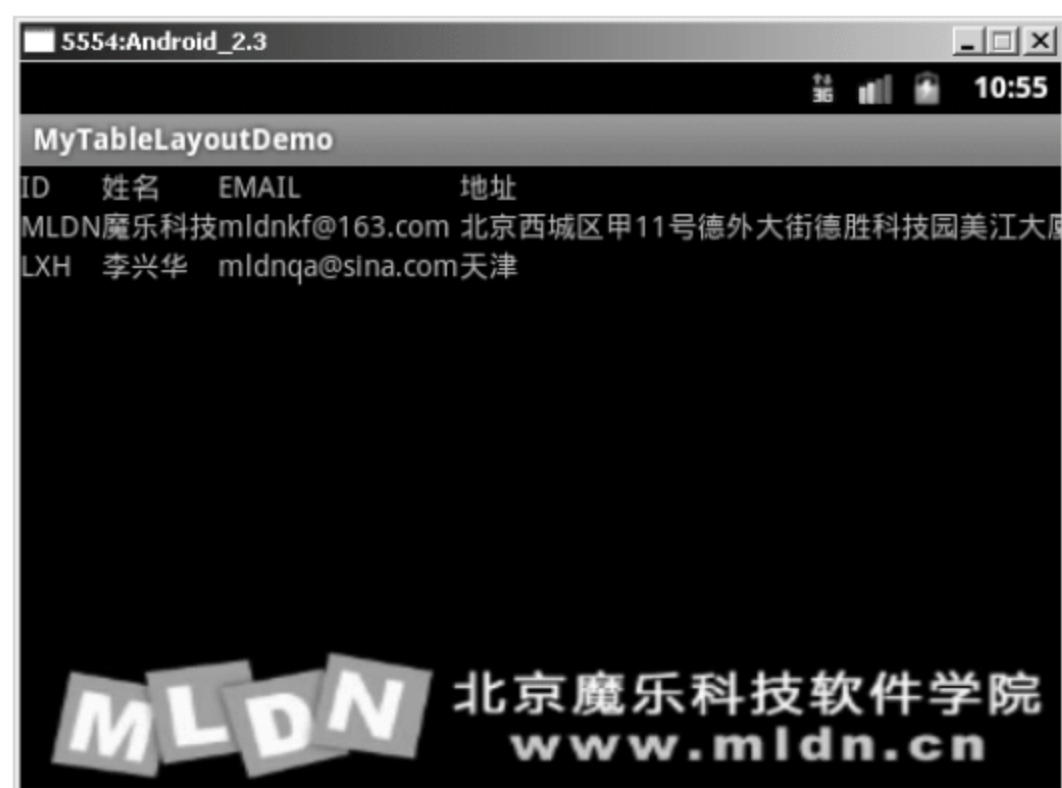 5554:Android_2.3
3G 10:55
MyTableLayoutDemo
ID 姓名 EMAIL 地址
MLDN魔乐科技mldnkf@163.com 北京西城区甲11号德外大街德胜科技园美江大厦
LXH 李兴华 mldnqa@sina.com天津
MLDN 北京魔乐科技软件学院
www.mldn.cn